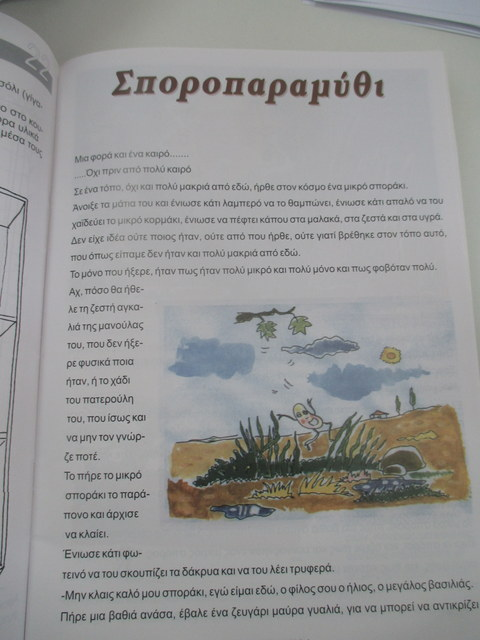 σόλι (γίγα-
ο στο κου-
ρα υλικά
μέσα τους
Σποροπαραμύθι
Μια φορά και ένα καιρό.......
....Όχι πριν από πολύ καιρό
Σε ένα τόπο, όχι και πολύ μακριά από εδώ, ήρθε στον κόσμο ένα μικρό σποράκι.
Άνοιξε τα μάτια του και ένιωσε κάτι λαμπερό να το θαμπώνει, ένιωσε κάτι απαλό να του
χαϊδεύει το μικρό κορμάκι, ένιωσε να πέφτει κάπου στα μαλακά, στα ζεστά και στα υγρά.
Δεν είχε ιδέα ούτε ποιος ήταν, ούτε από που ήρθε, ούτε γιατί βρέθηκε στον τόπο αυτό,
που όπως είπαμε δεν ήταν και πολύ μακριά από εδώ.
Το μόνο που ήξερε, ήταν πως ήταν πολύ μικρό και πολύ μόνο και πως φοβόταν πολύ.
Αχ, πόσο θα ήθε-
λε τη ζεστή αγκα-
λιά της μανούλας
του, που δεν ήξε-
ρε φυσικά ποια
ήταν, ή το χάδι
του πατερούλη
του, που ίσως και
να μην τον γνώρ-
ζε ποτέ.
Το πήρε το μικρό
σποράκι το παρά-
πονο και άρχισε
να κλαίει.
Ένιωσε κάτι φω-
τεινό να του σκουπίζει τα δάκρυα και να του λέει τρυφερά.
-Μην κλαις καλό μου σποράκι, εγώ είμαι εδώ, ο φίλος σου ο ήλιος, ο μεγάλος βασιλιάς.
Πήρε μια βαθιά ανάσα, έβαλε ένα ζευγάρι μαύρα γυαλιά, για να μπορεί να αντικρίζει